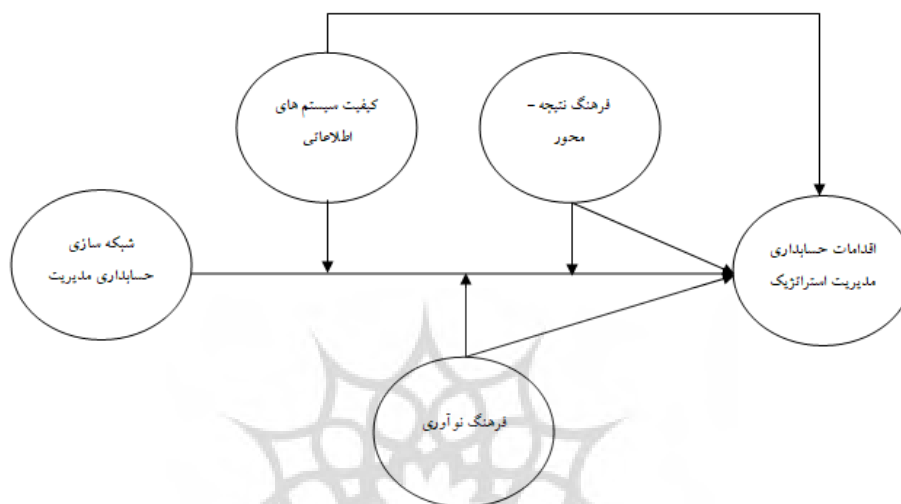 کیفیت سیستم های
اطلاعاتی
فرهنگ نتیجه –
محور
شبکه سازی
حسابداری مدیریت
اقدامات حسابداری
مدیریت استراتژیک
فرهنگ نوآوری